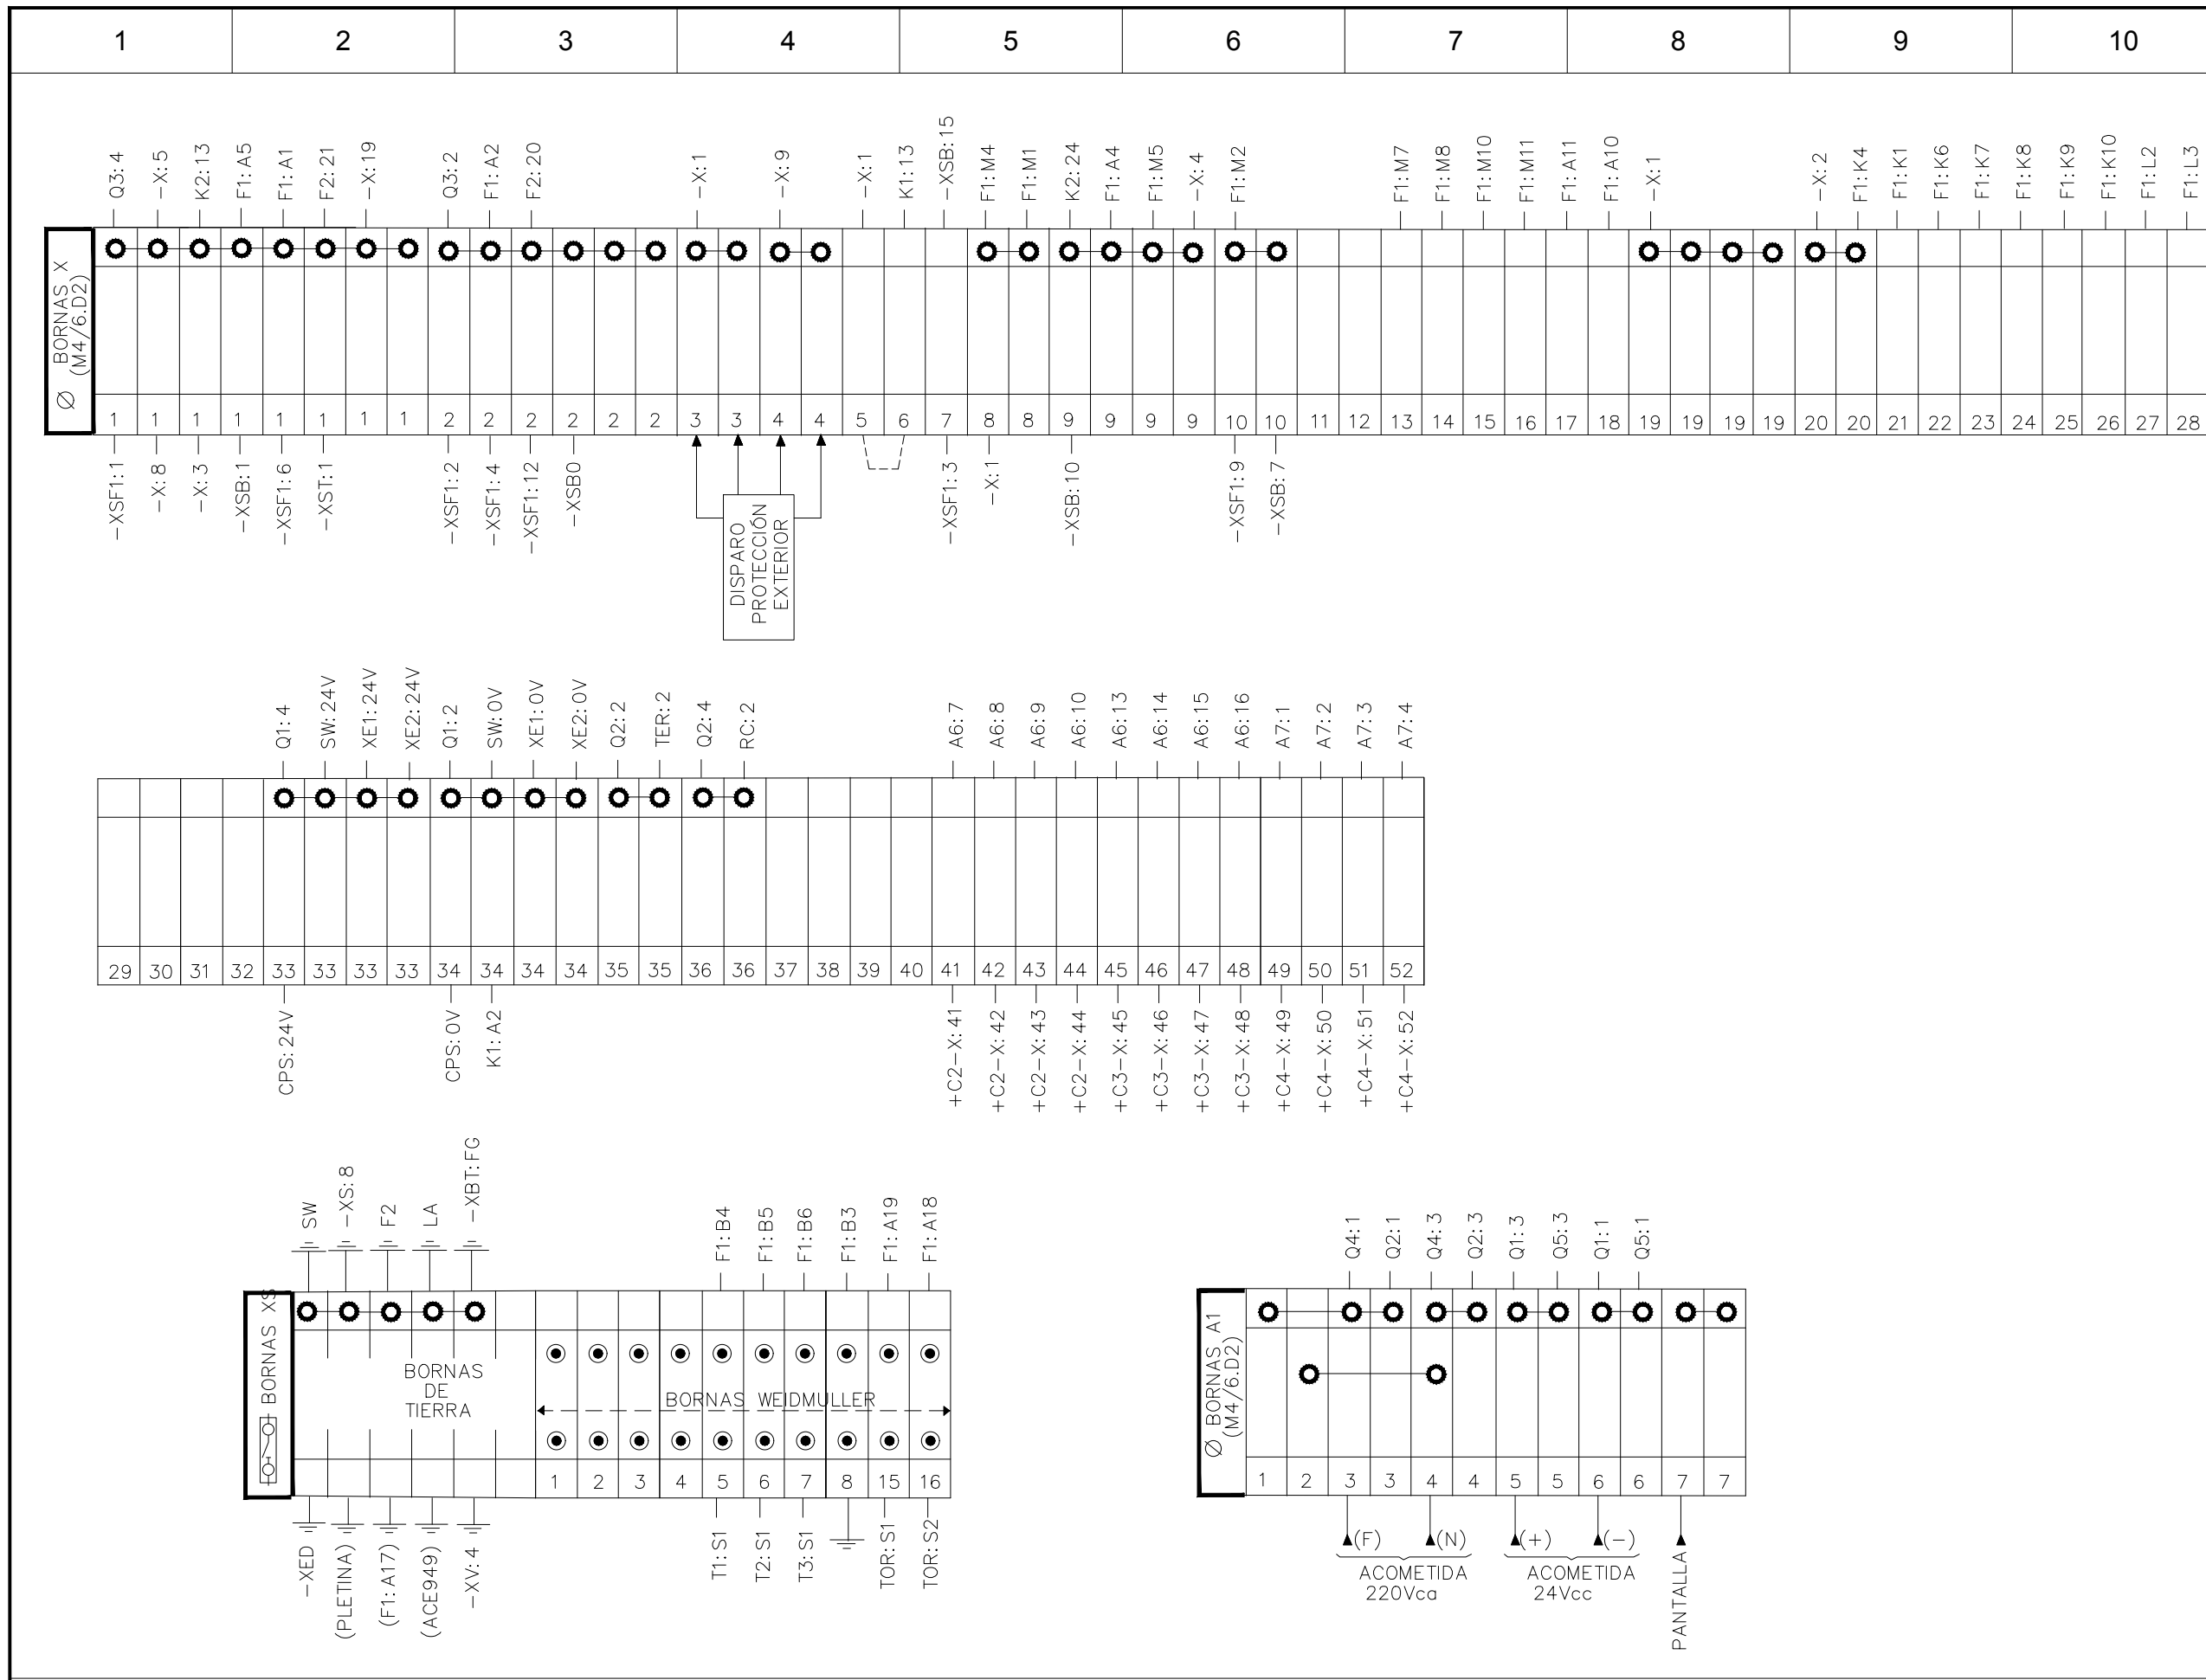 1 2 3 4 5 6 7 8 9 10
Q3:4 -X:5 K2:13 F1:A5 F1:A1 F2:21 -X:19 Q3:2 F1:A2 F2:20 -X:1 -X:9 -X:1 K1:13 -XSB:15 F1:M4 F1:M1 K2:24 F1:A4 F1:M5 -X:4 F1:M2 F1:M7 F1:M8 F1:M10 F1:M11 F1:A11 F1:A10 -X:1 -X:2 F1:K4 F1:K1 F1:K6 F1:K7 F1:K8 F1:K9 F1:K10 F1:L2 F1:L3
Ø BORNAS X
(M4/6.D2)
1 1 1 1 1 1 1 1 2 2 2 2 2 2 3 3 4 4 5 6 7 8 8 9 9 9 9 10 10 11 12 13 14 15 16 17 18 19 19 19 19 20 20 21 22 23 24 25 26 27 28
-XSF1:1 -X:8 -X:3 -XSB:1 -XSF1:6 -XST:1 -XSF1:2 -XSF1:4 -XSF1:12 -XSB0 -XSF1:3 -X:1 -XSB:10 -XSF1:9 -XSB:7
DISPARO
PROTECCIÓN
EXTERIOR
Q1:4 SW:24V XE1:24V XE2:24V Q1:2 SW:0V XE1:0V XE2:0V Q2:2 TER:2 Q2:4 RC:2 A6:7 A6:8 A6:9 A6:10 A6:13 A6:14 A6:15 A6:16 A7:1 A7:2 A7:3 A7:4
29 30 31 32 33 33 33 33 34 34 34 34 35 35 36 36 37 38 39 40 41 42 43 44 45 46 47 48 49 50 51 52
CPS:24V CPS:0V K1:A2 +C2-X:41 +C2-X:42 +C2-X:43 +C2-X:44 +C3-X:45 +C3-X:46 +C3-X:47 +C3-X:48 +C4-X:49 +C4-X:50 +C4-X:51 +C4-X:52
SW -XS:8 F2 LA -XBT:FG F1:B4 F1:B5 F1:B6 F1:B3 F1:A19 F1:A18
BORNAS XS
BORNAS
DE
TIERRA
BORNAS WEIDMULLER
1 2 3 4 5 6 7 8 15 16
-XED (PLETINA) (F1:A17) (ACE949) -XV:4 T1:S1 T2:S1 T3:S1 TOR:S1 TOR:S2
Q4:1 Q2:1 Q4:3 Q2:3 Q1:3 Q5:3 Q1:1 Q5:1
Ø BORNAS A1
(M4/6.D2)
1 2 3 3 4 4 5 5 6 6 7 7
(F) (N) (+) (-) PANTALLA
ACOMETIDA
220Vca
ACOMETIDA
24Vcc